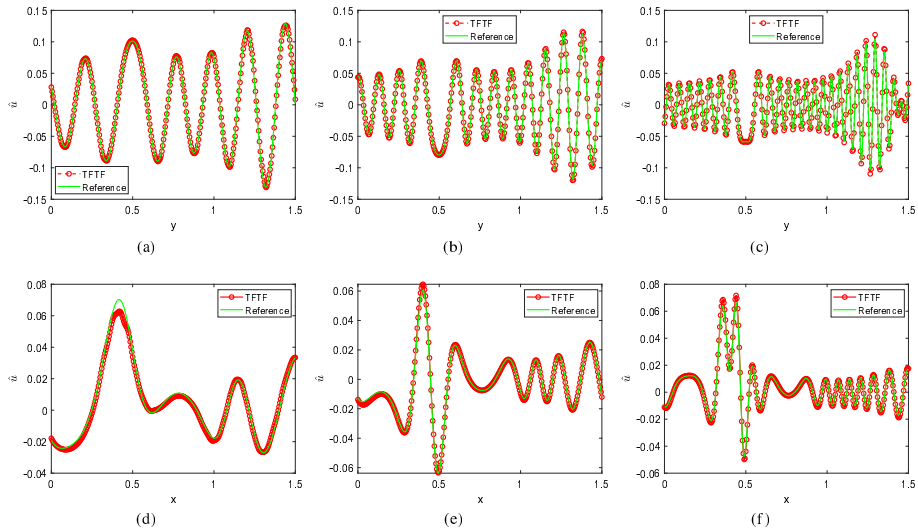 0.15
0.1
0.05
0
-0.05
-0.1
-0.15
û
0 0.5 1 1.5
y
TFTF
Reference
(a)
0.15
0.1
0.05
0
-0.05
-0.1
-0.15
û
0 0.5 1 1.5
y
TFTF
Reference
(b)
0.15
0.1
0.05
0
-0.05
-0.1
-0.15
û
0 0.5 1 1.5
y
TFTF
Reference
(c)
0.08
0.06
0.04
0.02
0
-0.02
-0.04
û
0 0.5 1 1.5
x
TFTF
Reference
(d)
0.06
0.04
0.02
0
-0.02
-0.04
-0.06
û
0 0.5 1 1.5
x
TFTF
Reference
(e)
0.08
0.06
0.04
0.02
0
-0.02
-0.04
-0.06
û
0 0.5 1 1.5
x
TFTF
Reference
(f)